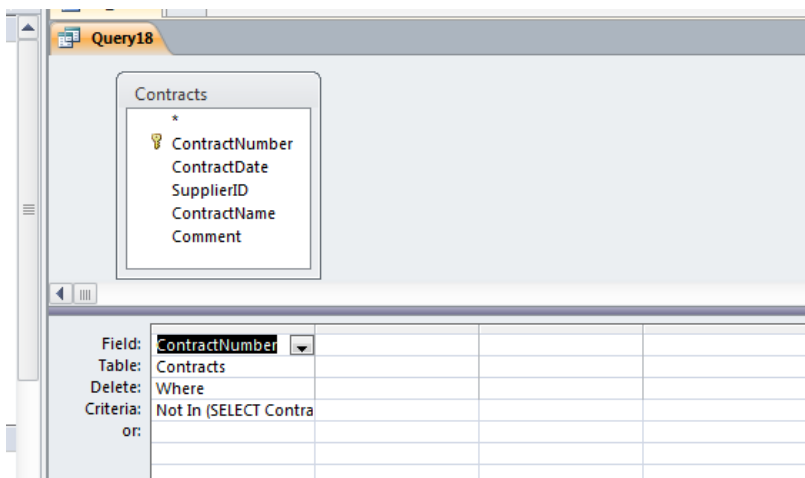 Query18
Contracts
*
ContractNumber
ContractDate
SupplierID
ContractName
Comment
Field: ContractNumber
Table: Contracts
Delete: Where
Criteria: Not In (SELECT Contra
or: